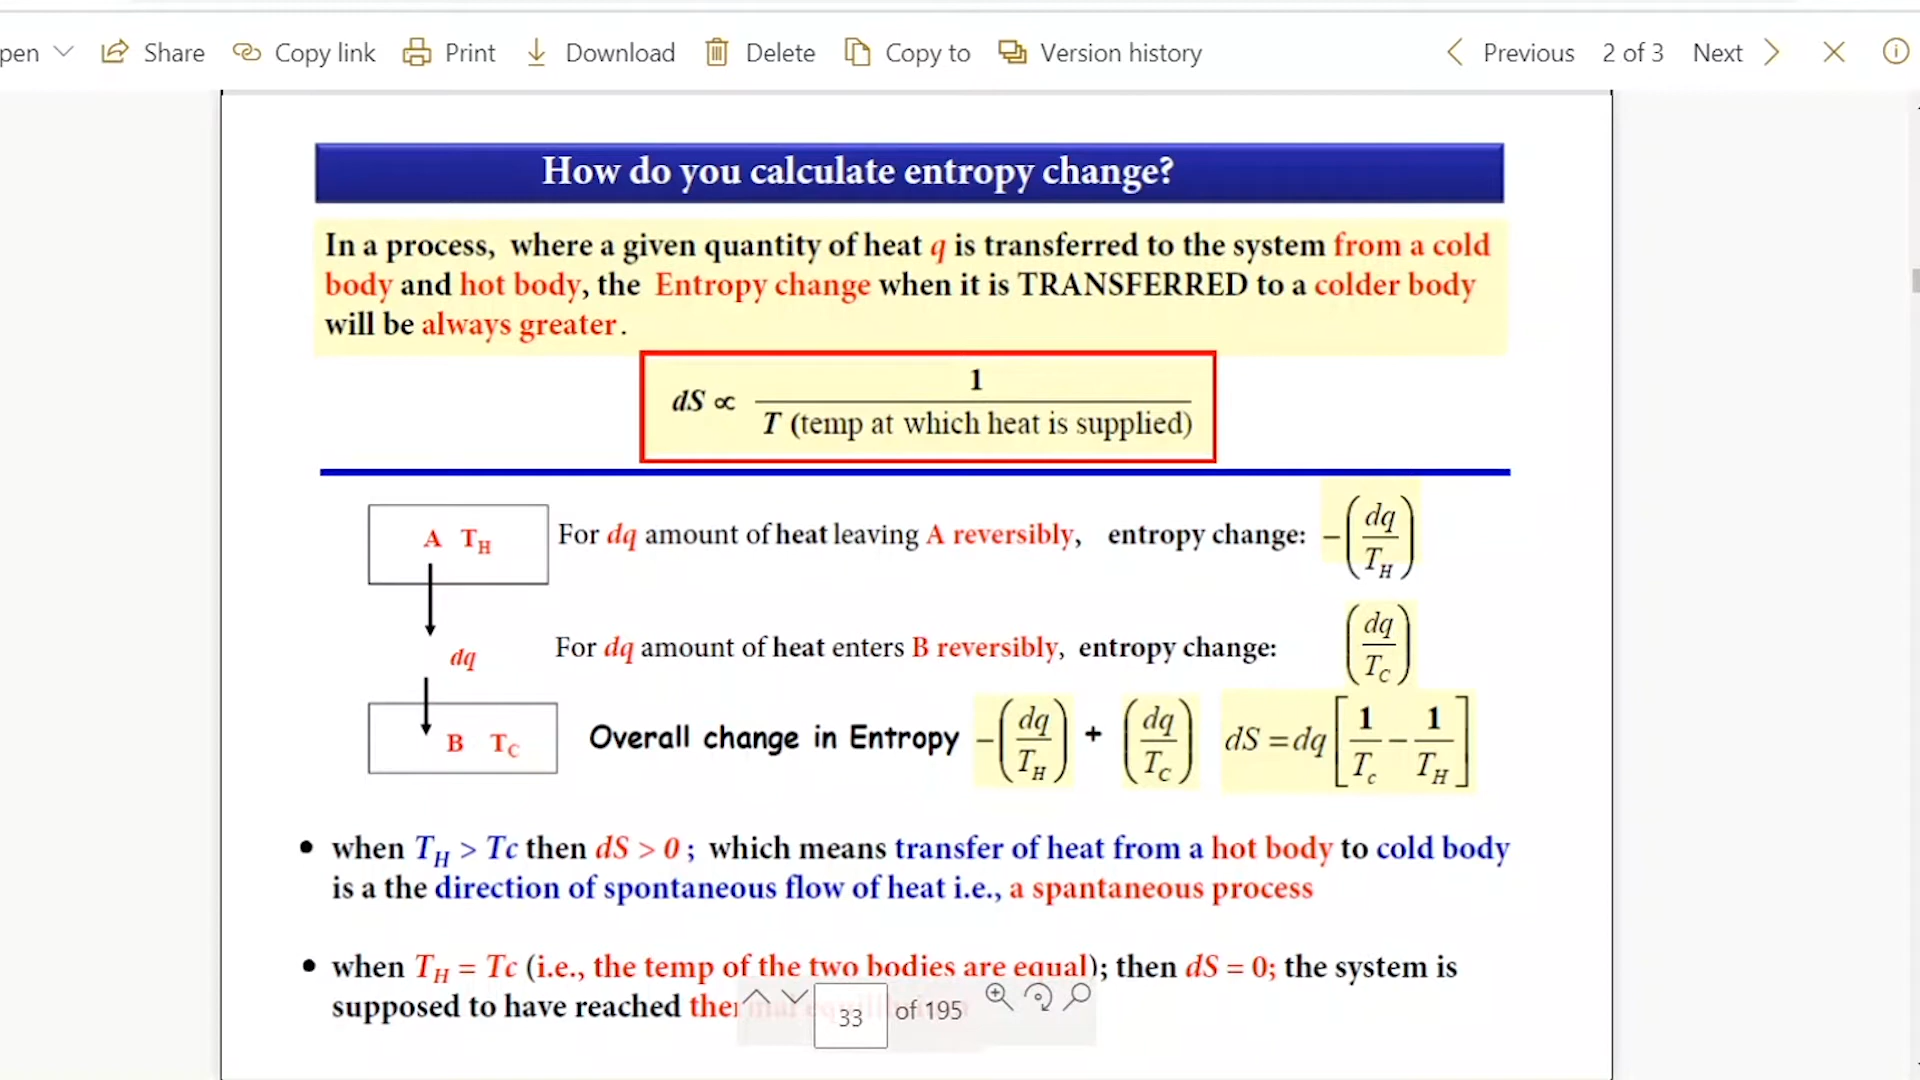 pen Share Copy link Print Download Delete Copy to Version history Previous 2 of 3 Next
How do you calculate entropy change?
In a process, where a given quantity of heat q is transferred to the system from a cold
body and hot body, the Entropy change when it is TRANSFERRED to a colder body
will be always greater.
dS ∝ 1 / T (temp at which heat is supplied)
A T_H For dq amount of heat leaving A reversibly, entropy change: −(dq/T_H)
dq For dq amount of heat enters B reversibly, entropy change: (dq/T_C)
B T_C Overall change in Entropy −(dq/T_H) + (dq/T_C) dS = dq[1/T_c − 1/T_H]
• when T_H > Tc then dS > 0 ; which means transfer of heat from a hot body to cold body
is a the direction of spontaneous flow of heat i.e., a spantaneous process
• when T_H = Tc (i.e., the temp of the two bodies are equal); then dS = 0; the system is
supposed to have reached thermal
33 of 195